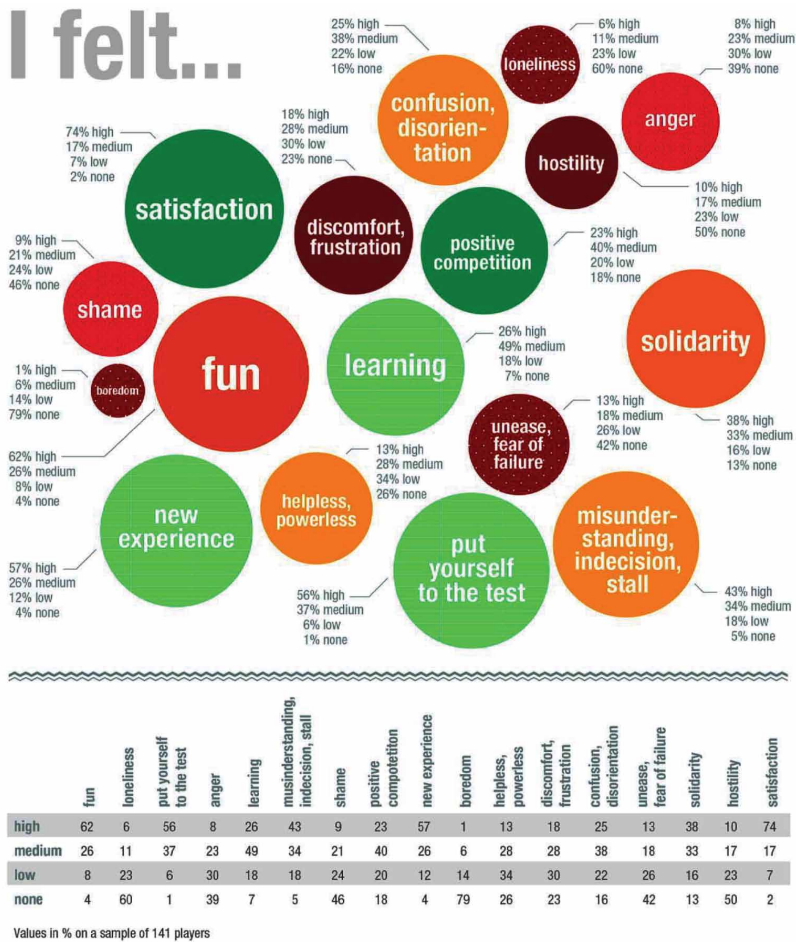 I felt...
25% high
38% medium
22% low
16% none
confusion,
disorien-
tation
6% high
11% medium
23% low
60% none
loneliness
8% high
23% medium
30% low
39% none
anger
74% high
17% medium
7% low
2% none
satisfaction
18% high
28% medium
30% low
23% none
discomfort,
frustration
hostility
10% high
17% medium
23% low
50% none
positive
competition
23% high
40% medium
20% low
18% none
9% high
21% medium
24% low
46% none
shame
fun
learning
26% high
49% medium
18% low
7% none
solidarity
1% high
6% medium
14% low
79% none
boredom
unease,
fear of
failure
13% high
18% medium
26% low
42% none
38% high
33% medium
16% low
13% none
62% high
26% medium
8% low
4% none
13% high
28% medium
34% low
26% none
helpless,
powerless
new
experience
57% high
26% medium
12% low
4% none
put
yourself
to the test
56% high
37% medium
6% low
1% none
misunder-
standing,
indecision,
stall
43% high
34% medium
18% low
5% none
fun
loneliness
put yourself
to the test
anger
learning
musinderstanding,
indecision, stall
shame
positive
compotetiton
new experience
boredom
helpless,
powerless
discomfort,
frustration
confusion,
disorientation
unease,
fear of failure
solidarity
hostility
satisfaction
high 62 6 56 8 26 43 9 23 57 1 13 18 25 13 38 10 74
medium 26 11 37 23 49 34 21 40 26 6 28 28 38 18 33 17 17
low 8 23 6 30 18 18 24 20 12 14 34 30 22 26 16 23 7
none 4 60 1 39 7 5 46 18 4 79 26 23 16 42 13 50 2
Values in % on a sample of 141 players